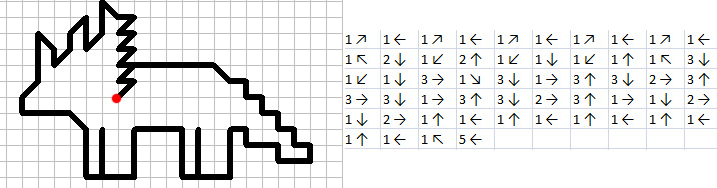 1↗ 1← 1↗ 1← 1↗ 1← 1↗ 1← 1↗ 1←
1↖ 2↓ 1↙ 2↑ 1↙ 1↓ 1↙ 1↑ 1↖ 3↓
1↙ 1↓ 3→ 1↘ 3↓ 1→ 3↑ 3↓ 2→ 3↑
3→ 3↓ 1→ 3↑ 3↓ 2→ 3↑ 1→ 1↓ 2→
1↓ 2→ 1↑ 1← 1↑ 1← 1↑ 1← 1↑ 1←
1↑ 1← 1↖ 5←